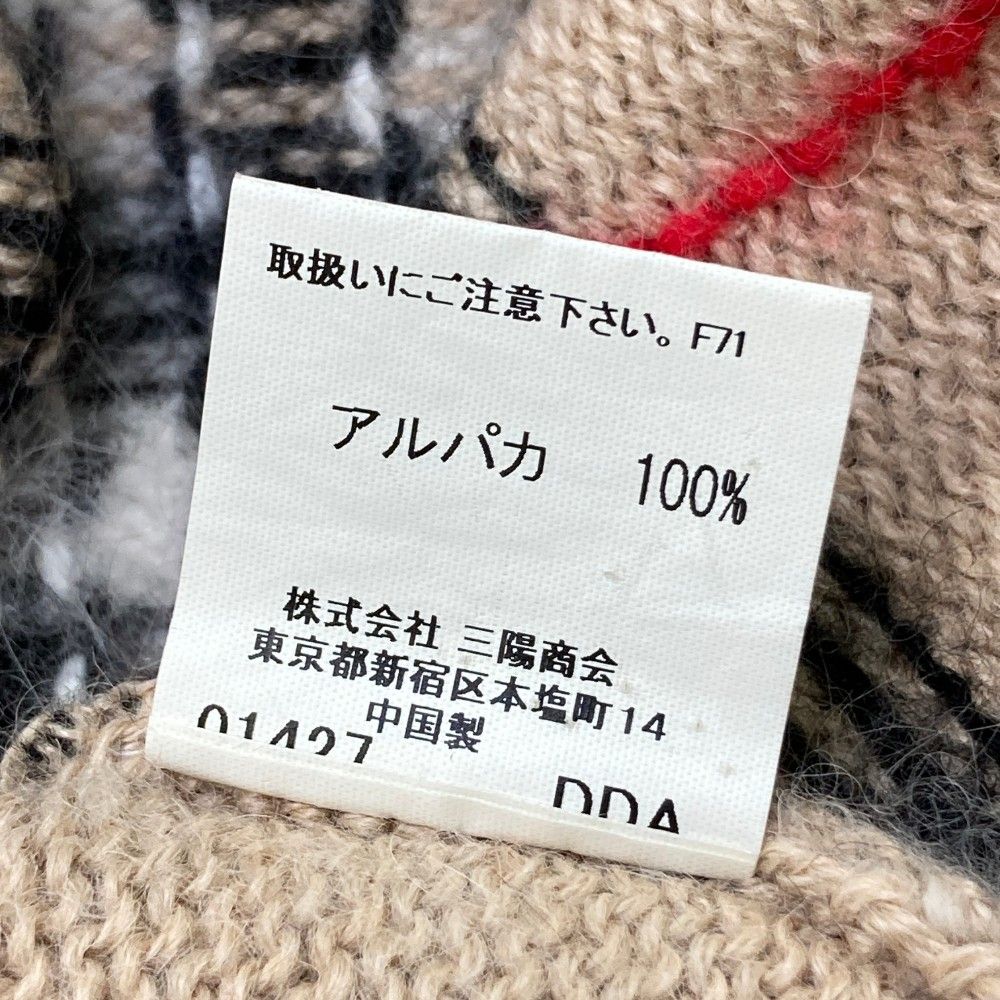 取扱いにご注意下さい。F71
アルパカ 100%
株式会社 三陽商会
東京都新宿区本塩町14
中国製
01427
DDA